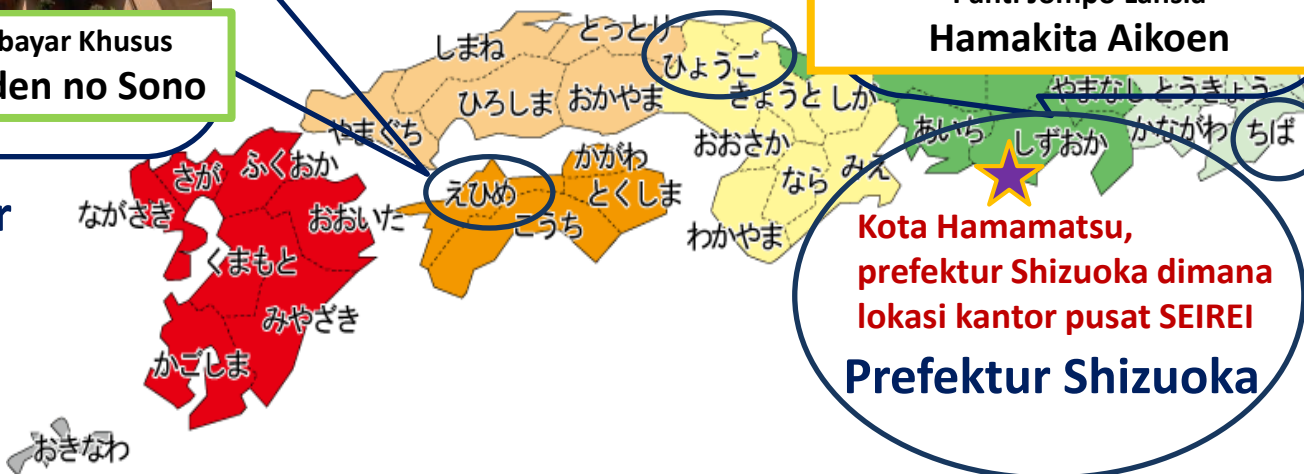 bayar Khusus
den no Sono
r
Hamakita Aikoen
しまね
とっとり
ひょうご
ひろしま
おかやま
きょうと
しが
やまぐち
おおさか
なら
みえ
わかやま
あいち
しずおか
やまなし
とうきょう
かながわ
ちば
かがわ
えひめ
とくしま
こうち
さが
ふくおか
ながさき
おおいた
くまもと
みやざき
かごしま
おきなわ
Kota Hamamatsu,
prefektur Shizuoka dimana
lokasi kantor pusat SEIREI
Prefektur Shizuoka